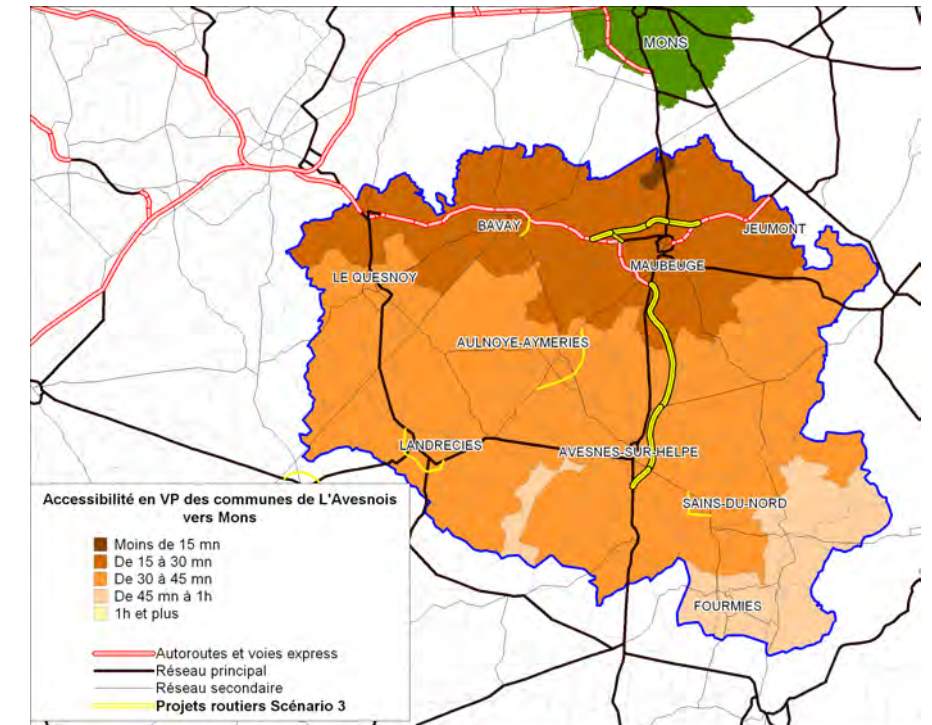 MONS
BAVAY
JEUMONT
MAUBEUGE
LE QUESNOY
AULNOYE-AYMERIES
LANDRECIES
AVESNES-SUR-HELPE
SAINS-DU-NORD
FOURMIES
Accessibilité en VP des communes de L'Avesnois
vers Mons
Moins de 15 mn
De 15 à 30 mn
De 30 à 45 mn
De 45 mn à 1h
1h et plus
Autoroutes et voies express
Réseau principal
Réseau secondaire
Projets routiers Scénario 3